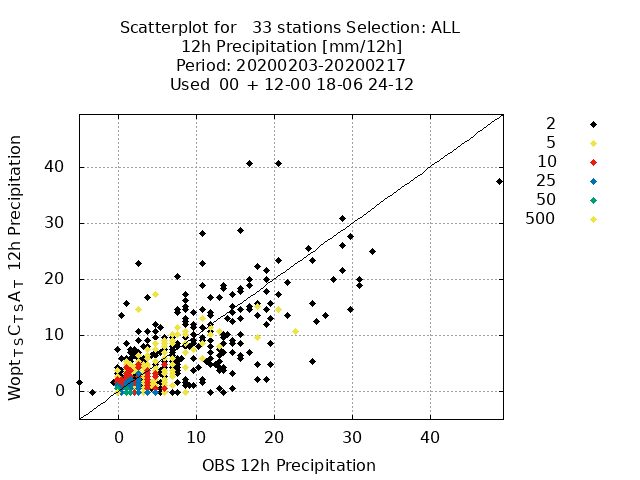 Scatterplot for   33 stations Selection: ALL
12h Precipitation [mm/12h]
Period: 20200203-20200217
Used  00 + 12-00 18-06 24-12
2
5
10
25
50
500
40
30
20
10
0
WoptTSCTSAT 12h Precipitation
0 10 20 30 40
OBS 12h Precipitation